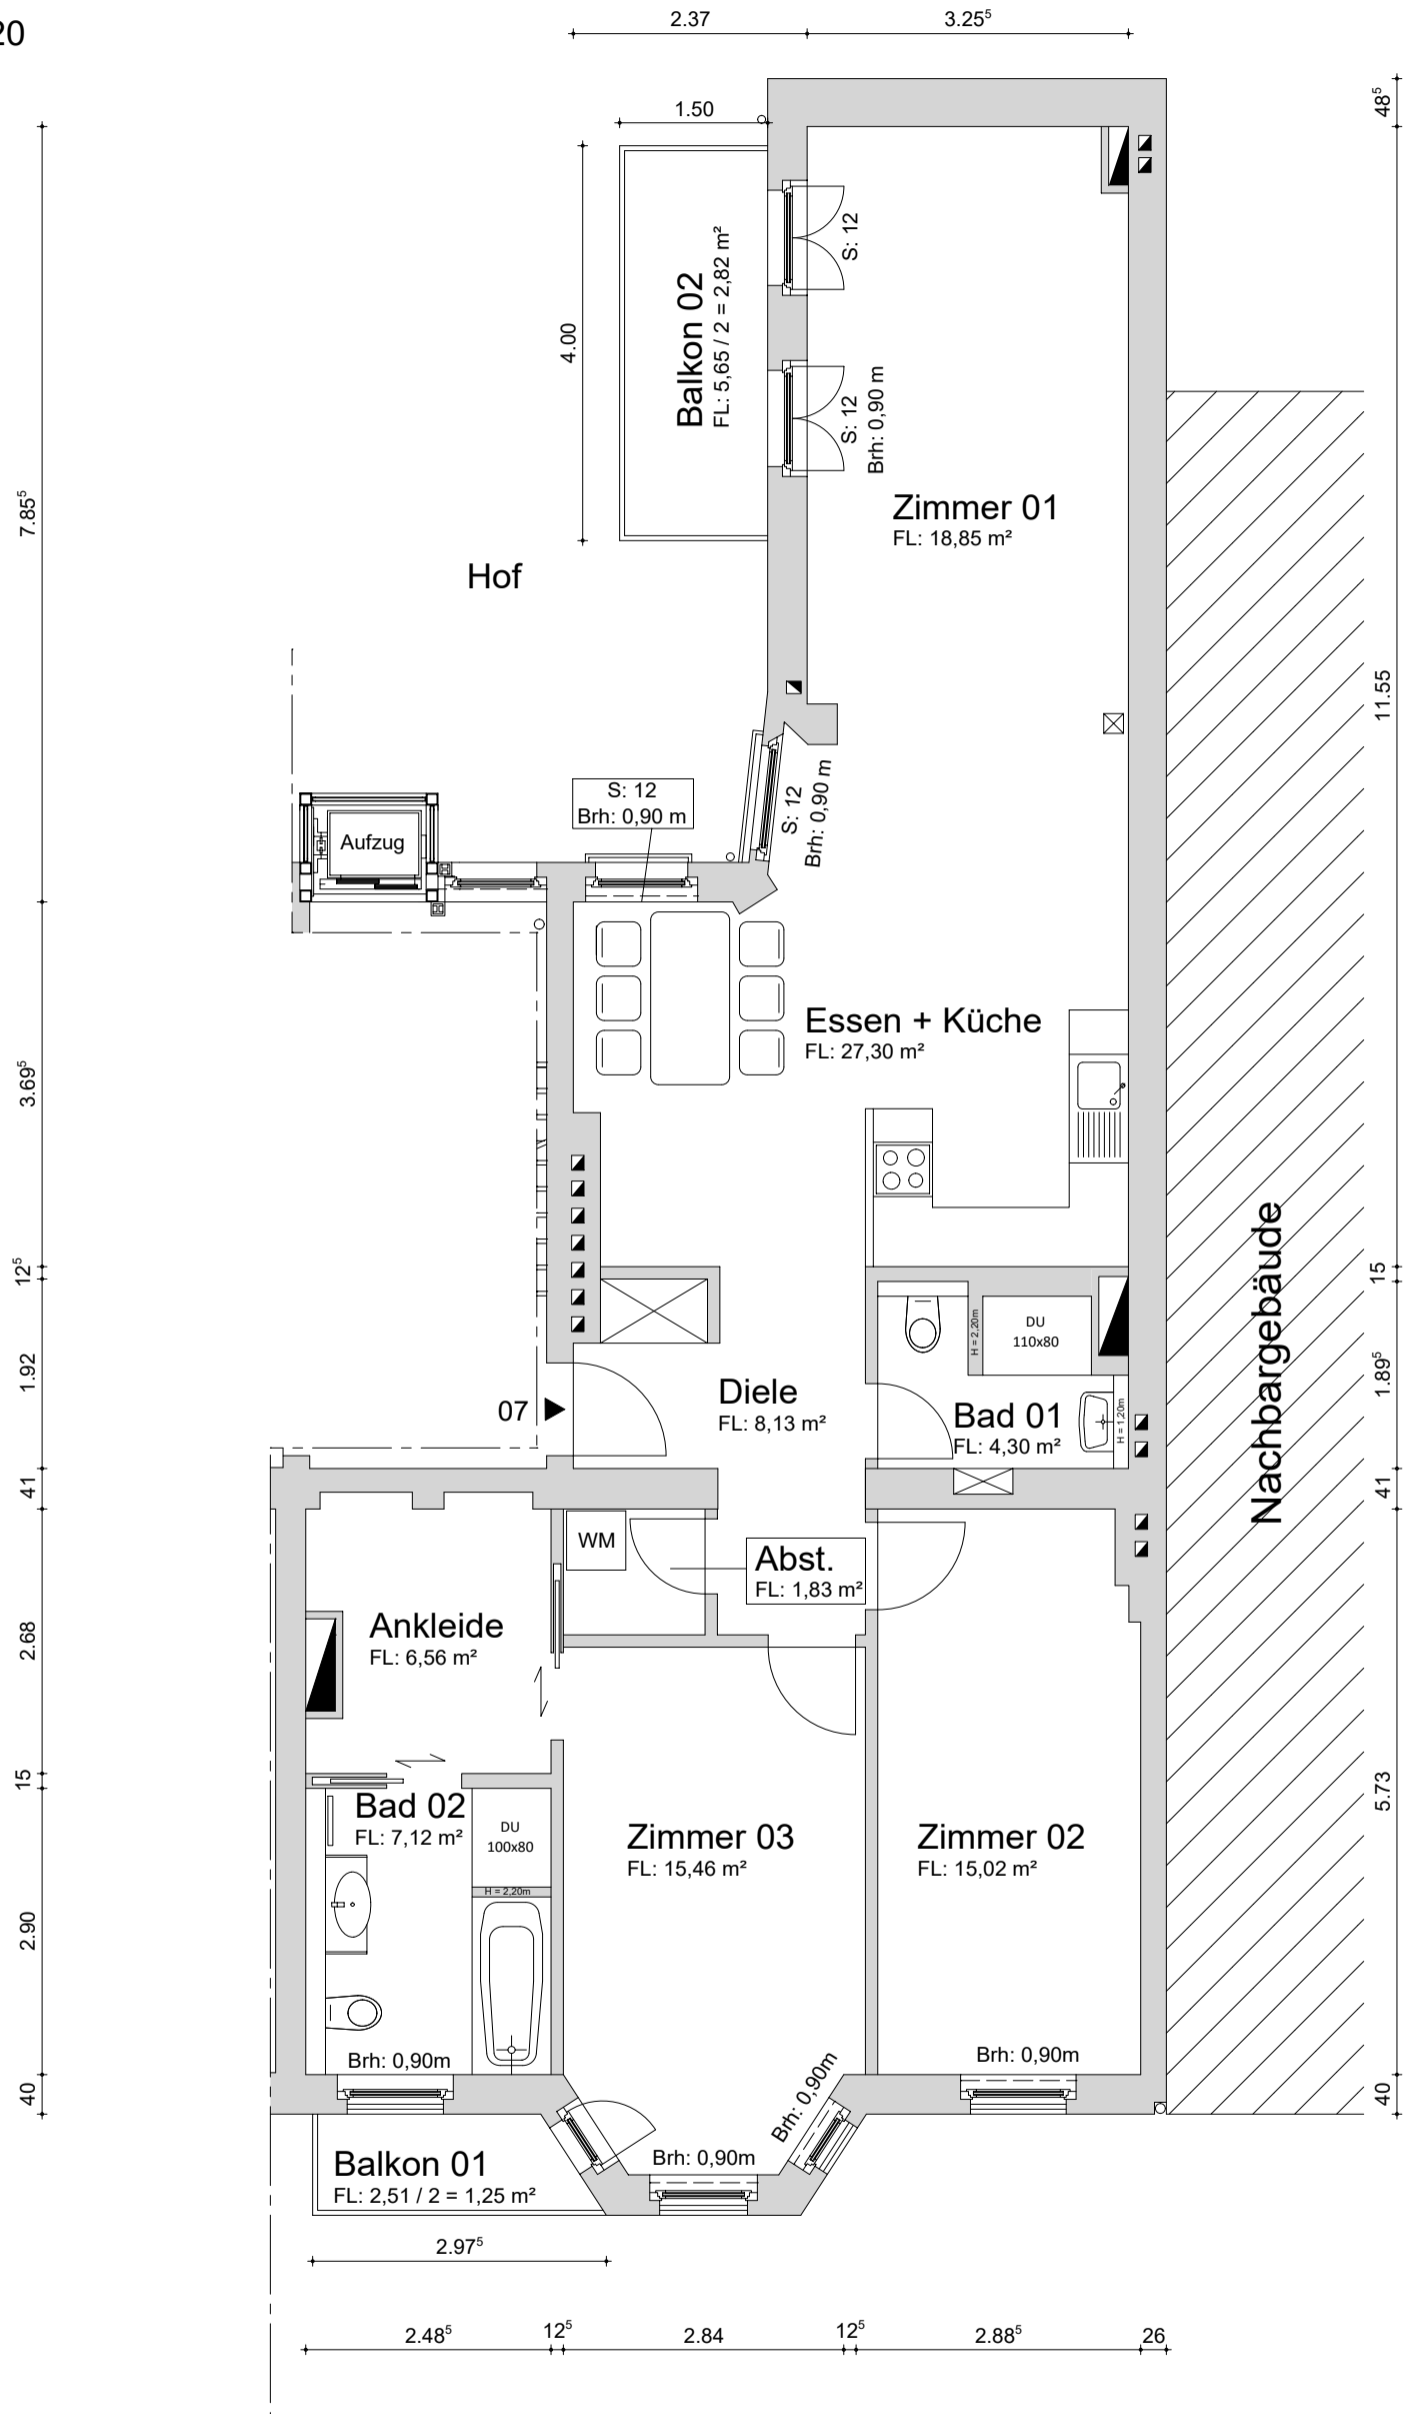 20
2.37
3.25⁵
1.50
48⁵
4.00
Balkon 02
FL: 5,65 / 2 = 2,82 m²
S: 12
S: 12
Brh: 0,90 m
7.85⁵
Zimmer 01
FL: 18,85 m²
Hof
11.55
S: 12
Brh: 0,90 m
S: 12
Brh: 0,90 m
Aufzug
Essen + Küche
FL: 27,30 m²
3.69⁵
Nachbargebäude
12⁵
15
DU
110x80
H = 2,20m
1.92
1.89⁵
Diele
FL: 8,13 m²
07
Bad 01
FL: 4,30 m²
H = 1,20m
41
41
WM
Abst.
FL: 1,83 m²
Ankleide
FL: 6,56 m²
2.68
15
5.73
Bad 02
FL: 7,12 m²
DU
100x80
H = 2,20m
Zimmer 03
FL: 15,46 m²
Zimmer 02
FL: 15,02 m²
2.90
Brh: 0,90m
Brh: 0,90m
Brh: 0,90m
40
40
Brh: 0,90m
Balkon 01
FL: 2,51 / 2 = 1,25 m²
2.97⁵
2.48⁵
12⁵
2.84
12⁵
2.88⁵
26